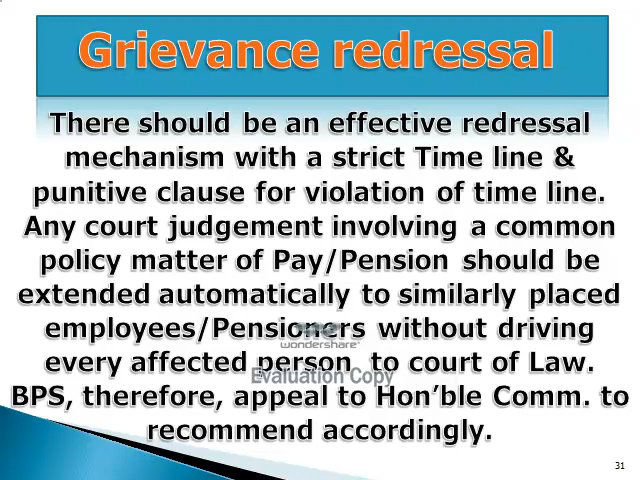 Grievance redressal
There should be an effective redressal
mechanism with a strict Time line &
punitive clause for violation of time line.
Any court judgement involving a common
policy matter of Pay/Pension should be
extended automatically to similarly placed
employees/Pensioners without driving
wondershare™
every affected person to court of Law.
Evaluation Copy
BPS, therefore, appeal to Hon’ble Comm. to
recommend accordingly.
31